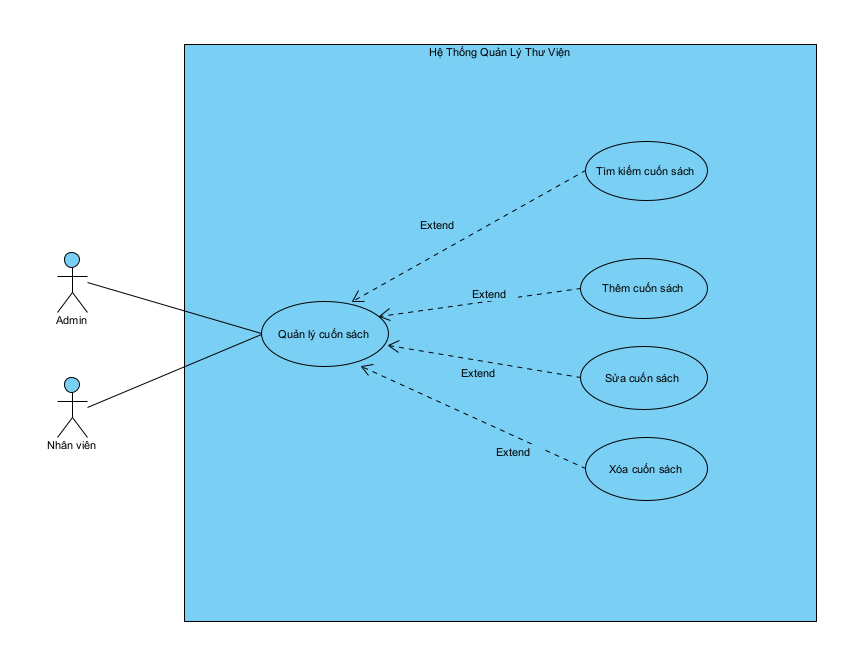 Hệ Thống Quản Lý Thư Viện
Tìm kiếm cuốn sách
Extend
Admin
Extend
Thêm cuốn sách
Quản lý cuốn sách
Extend
Sửa cuốn sách
Nhân viên
Extend
Xóa cuốn sách